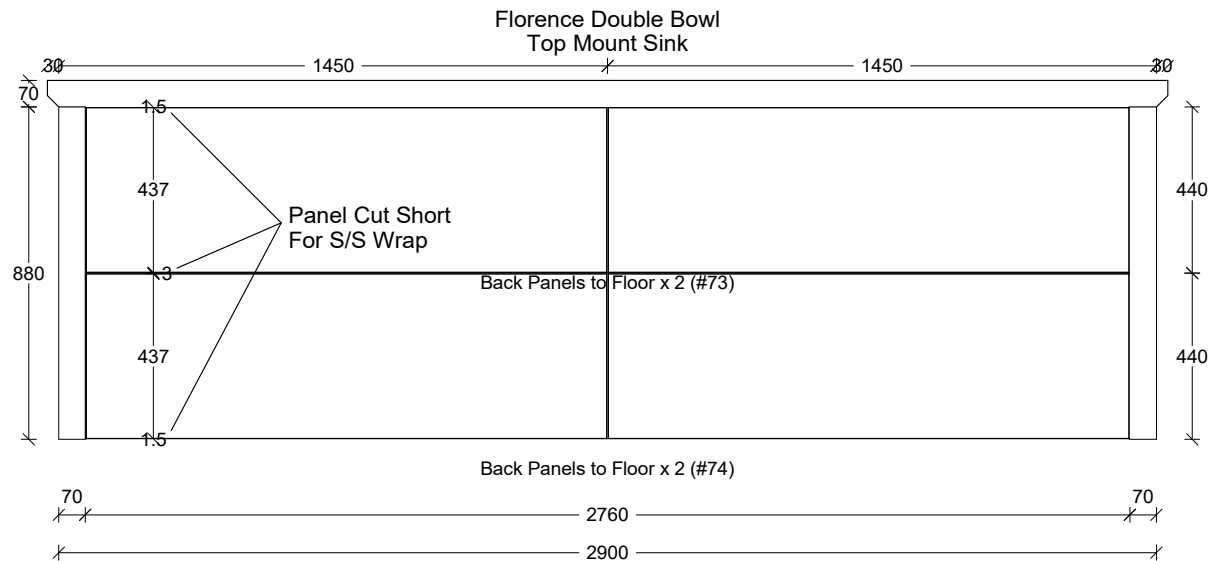 Florence Double Bowl
Top Mount Sink
30 1450 1450 30
70
1.5
437 440
Panel Cut Short
For S/S Wrap
880 3
Back Panels to Floor x 2 (#73)
437 440
1.5
Back Panels to Floor x 2 (#74)
70 70
2760
2900